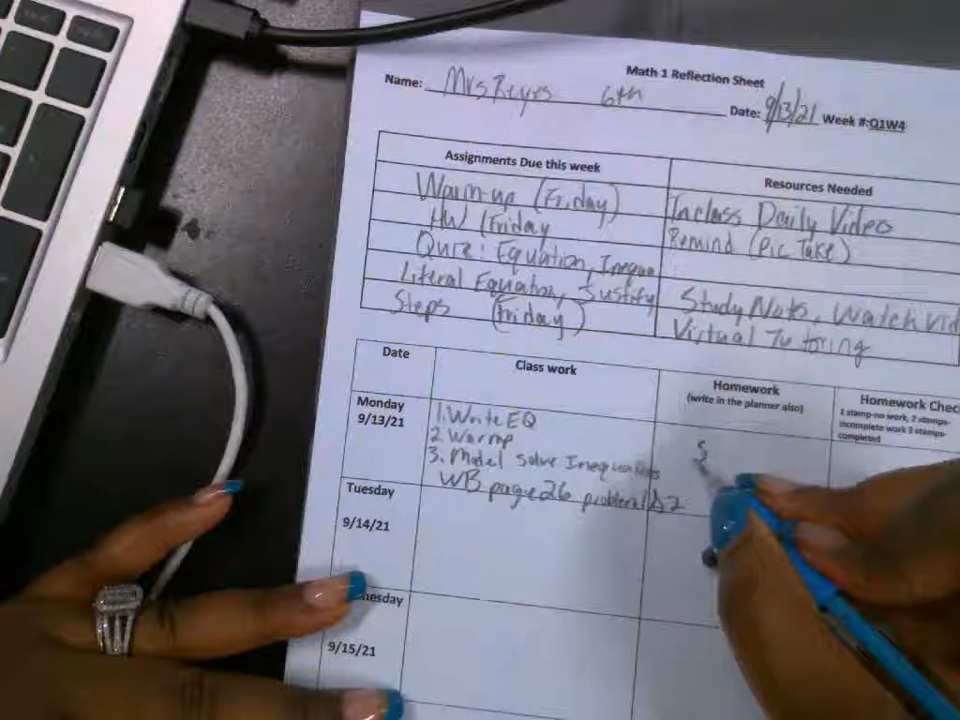 Math 1 Reflection Sheet
Name: Mrs Reyes 6th Date: 9/13/21 Week #:Q1W4
Assignments Due this week
Resources Needed
Warm-up (Friday)
Inclass Daily Video
HW (Friday
Remind (Pic Take)
Quiz: Equation, Inequa
Literal Equation, Justify
Steps (Friday)
Study Nots, Watch Vid
Virtual Tutoring
Date
Class work
Homework
(write in the planner also)
Homework Chec
1 stamp-no work, 2 stamps-
incomplete work 3 stamps-
completed
Monday
9/13/21
1. Write EQ
2. Warmp
3. Model solve Inequalities
WB page 26 problem 1&2
S
Tuesday
9/14/21
nesday
9/15/21